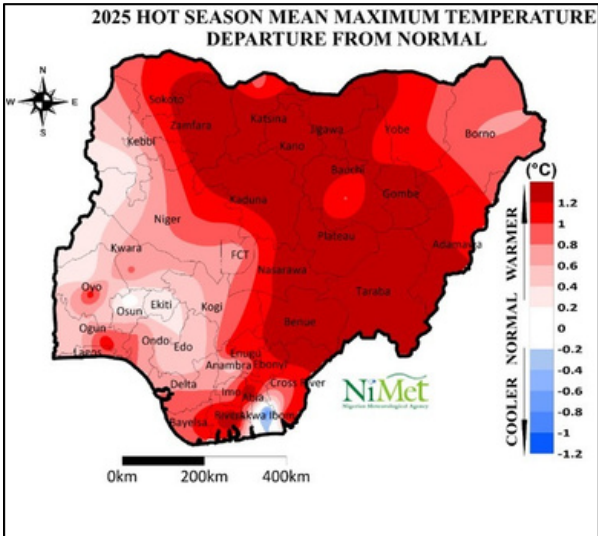 2025 HOT SEASON MEAN MAXIMUM TEMPERATURE
DEPARTURE FROM NORMAL
N
W E
S
Sokoto
Zamfara
Katsina
Jigawa
Kano
Yobe
Borno
Kebbi
Bauchi
Gombe
Kaduna
Niger
Plateau
Adamawa
Kwara
FCT
Nasarawa
Taraba
Oyo
Osun
Ekiti
Kogi
Benue
Ogun
Ondo
Edo
Lagos
Enugu
Anambra
Ebonyi
Delta
Imo
Abia
Cross River
Bayelsa
Rivers
Akwa Ibom
NiMet
Nigerian Meteorological Agency
(°C)
1.2
1
0.8
0.6
0.4
0.2
0
-0.2
-0.6
-0.8
-1
-1.2
COOLER NORMAL WARMER
0km 200km 400km